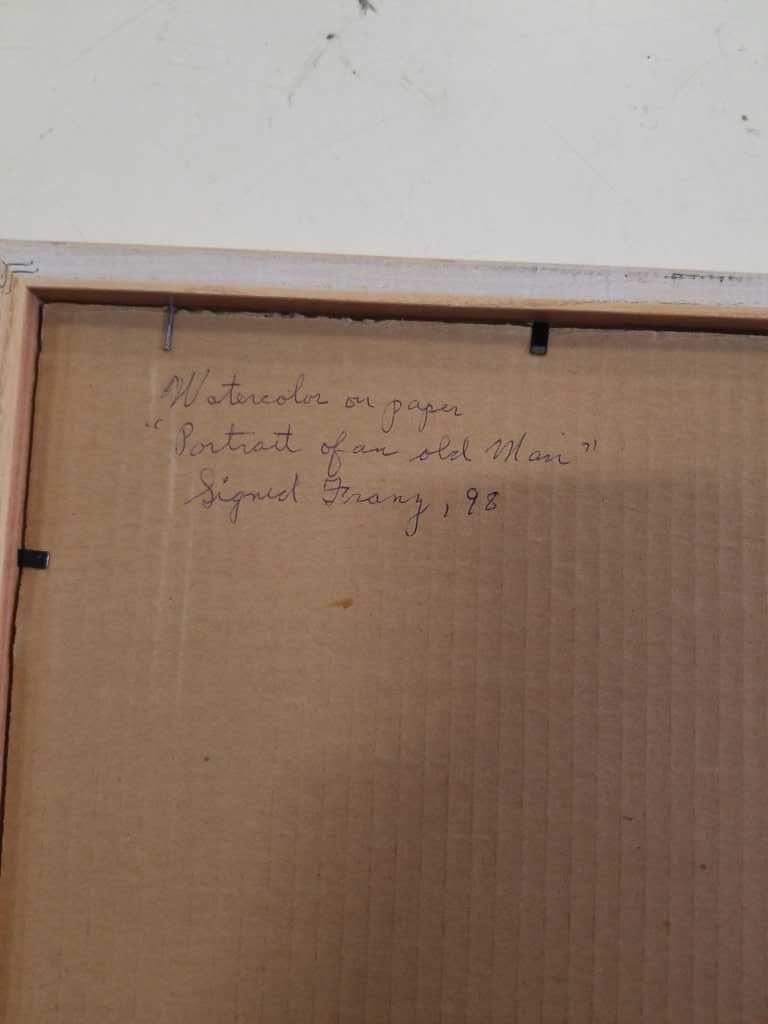 Watercolor on paper
"Portrait of an old Man"
Signed Franz, 98